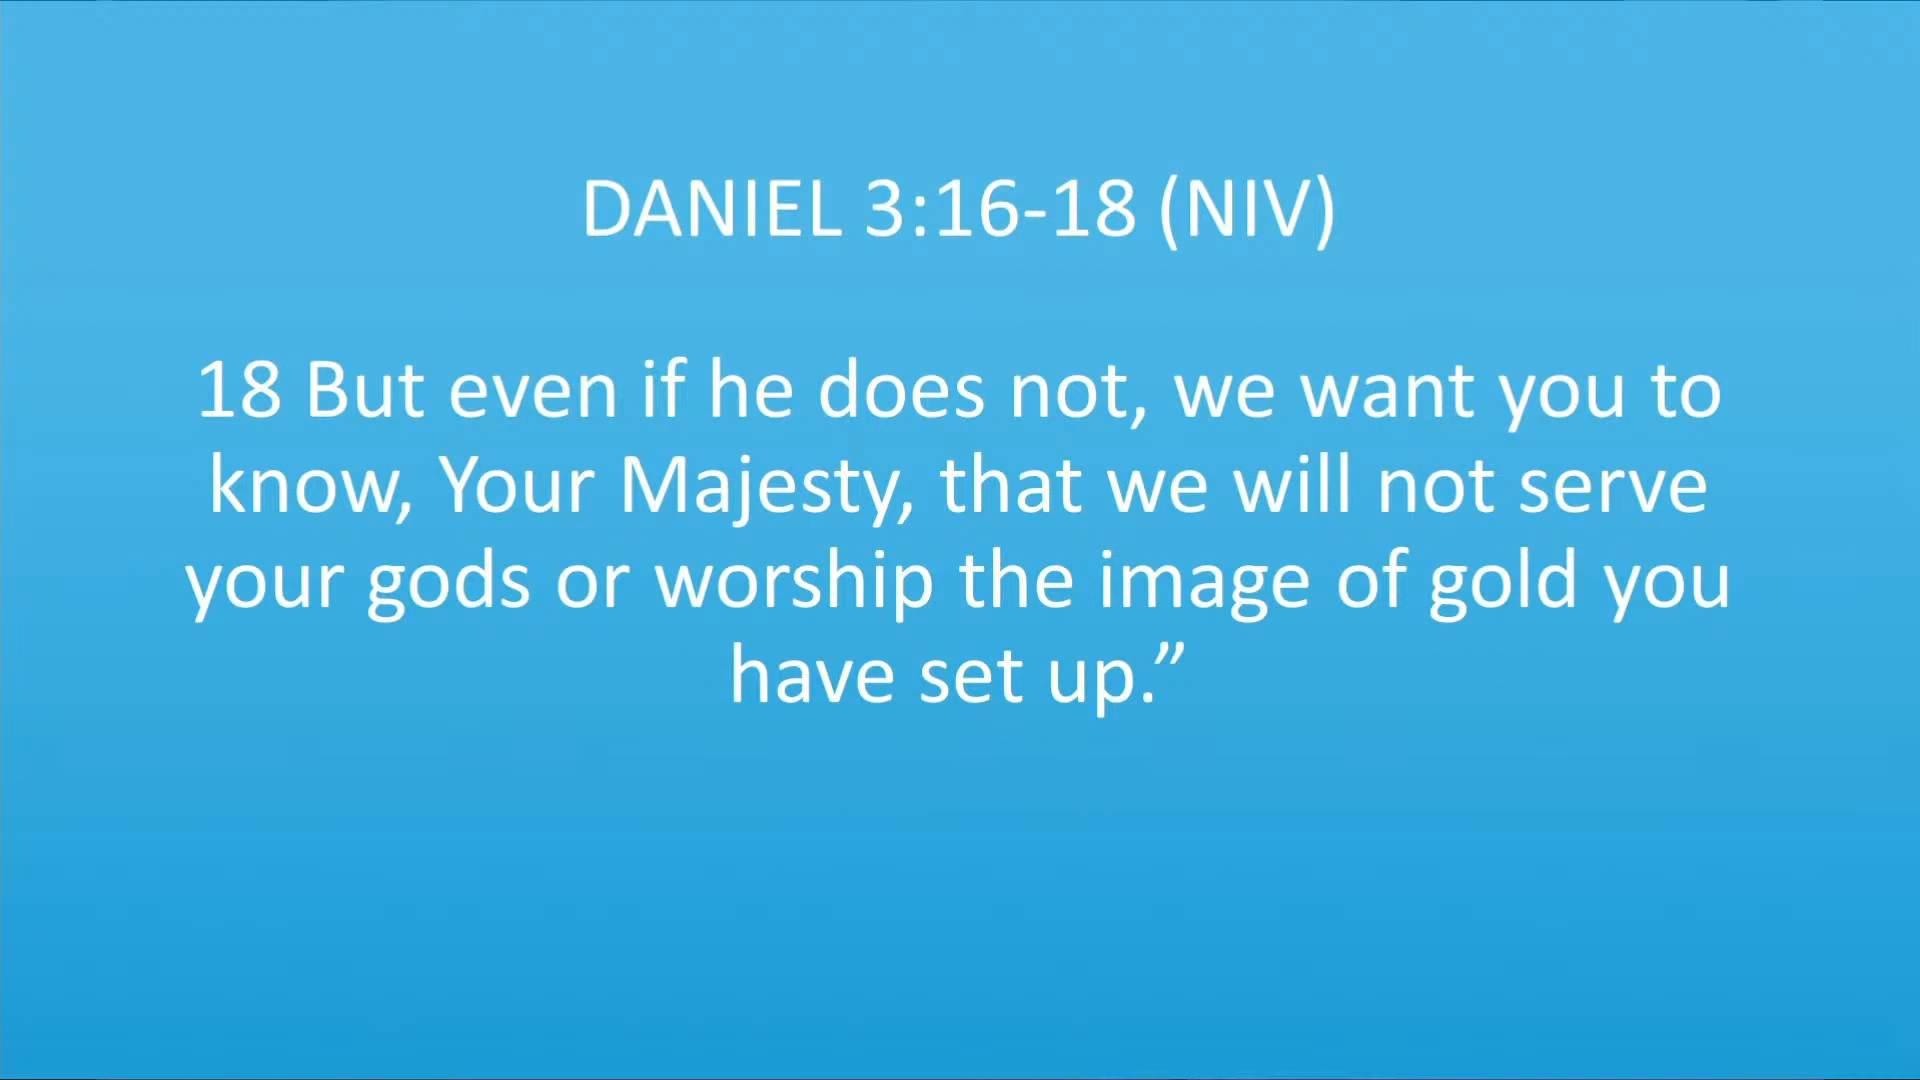 DANIEL 3:16-18 (NIV)
18 But even if he does not, we want you to
know, Your Majesty, that we will not serve
your gods or worship the image of gold you
have set up.”